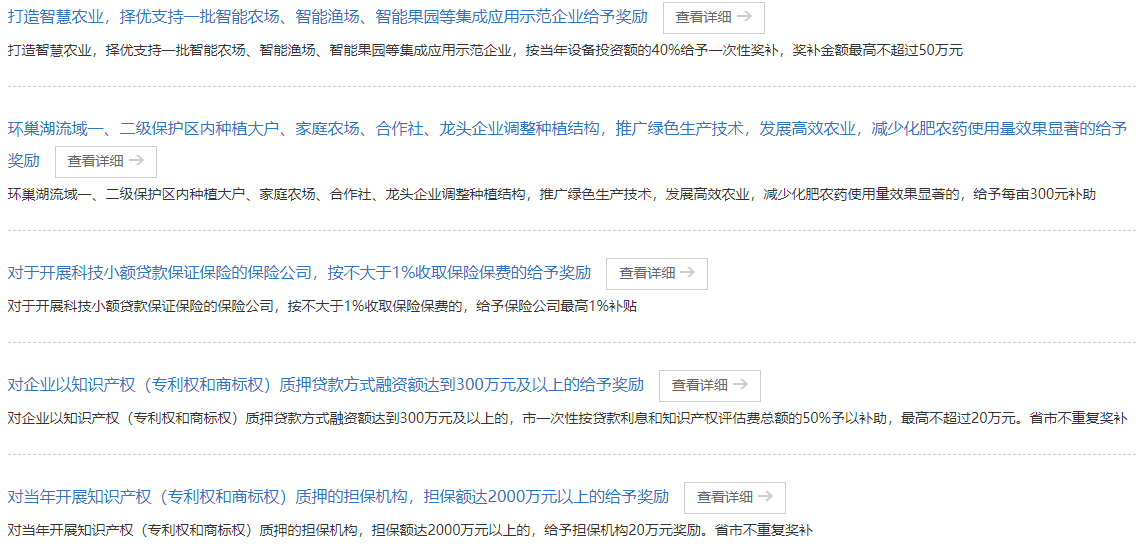 打造智慧农业，择优支持一批智能农场、智能渔场、智能果园等集成应用示范企业给予奖励 查看详细 →
打造智慧农业，择优支持一批智能农场、智能渔场、智能果园等集成应用示范企业，按当年设备投资额的40%给予一次性奖补，奖补金额最高不超过50万元
环巢湖流域一、二级保护区内种植大户、家庭农场、合作社、龙头企业调整种植结构，推广绿色生产技术，发展高效农业，减少化肥农药使用量效果显著的给予
奖励 查看详细 →
环巢湖流域一、二级保护区内种植大户、家庭农场、合作社、龙头企业调整种植结构，推广绿色生产技术，发展高效农业，减少化肥农药使用量效果显著的，给予每亩300元补助
对于开展科技小额贷款保证保险的保险公司，按不大于1%收取保险保费的给予奖励 查看详细 →
对于开展科技小额贷款保证保险的保险公司，按不大于1%收取保险保费的，给予保险公司最高1%补贴
对企业以知识产权（专利权和商标权）质押贷款方式融资额达到300万元及以上的给予奖励 查看详细 →
对企业以知识产权（专利权和商标权）质押贷款方式融资额达到300万元及以上的，市一次性按贷款利息和知识产权评估费总额的50%予以补助，最高不超过20万元。省市不重复奖补
对当年开展知识产权（专利权和商标权）质押的担保机构，担保额达2000万元以上的给予奖励 查看详细 →
对当年开展知识产权（专利权和商标权）质押的担保机构，担保额达2000万元以上的，给予担保机构20万元奖励。省市不重复奖补